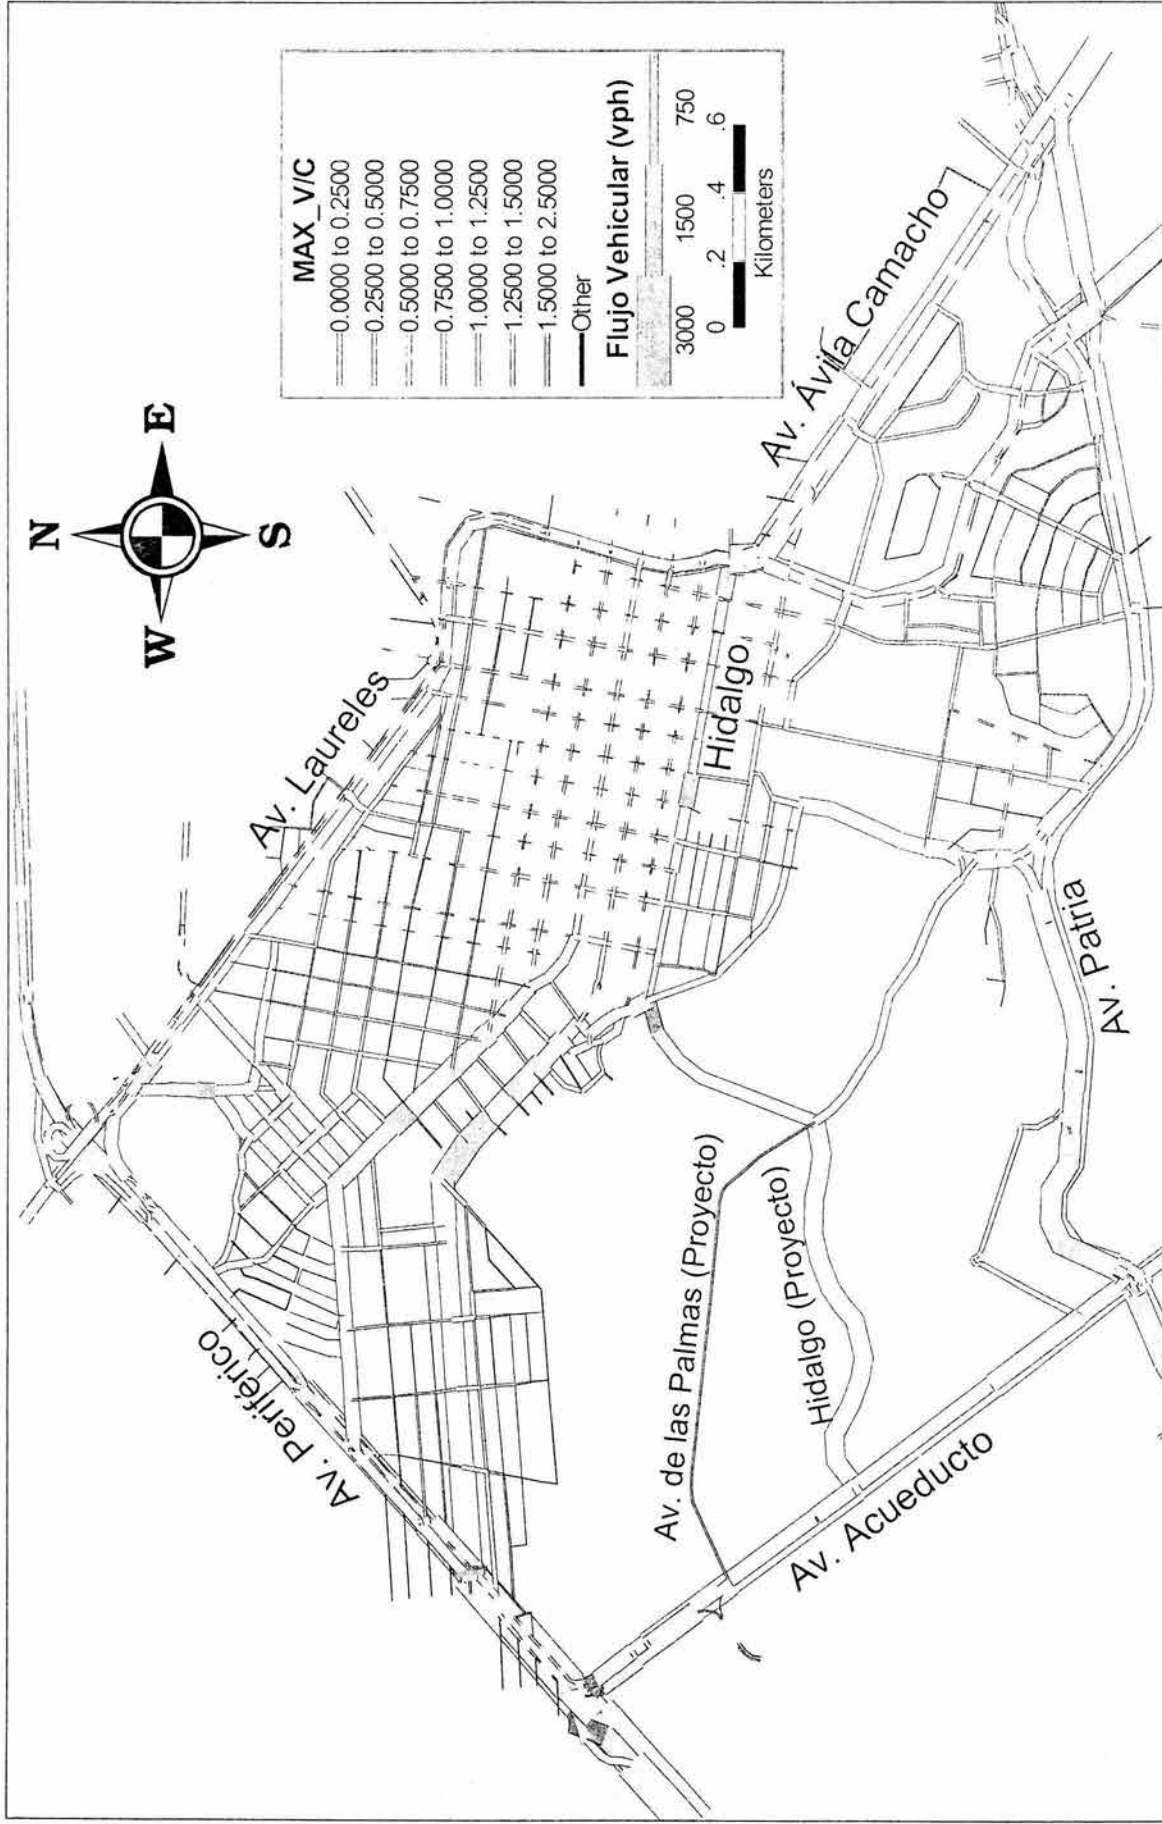 N
W
E
S
MAX_V/C
0.0000 to 0.2500
0.2500 to 0.5000
0.5000 to 0.7500
0.7500 to 1.0000
1.0000 to 1.2500
1.2500 to 1.5000
1.5000 to 2.5000
Other
Flujo Vehicular (vph)
3000 1500 750
0 .2 .4 .6
Kilometers
Av. Laureles
Av. Periférico
Hidalgo
Av. Ávila Camacho
Av. de las Palmas (Proyecto)
Hidalgo (Proyecto)
Av. Patria
Av. Acueducto